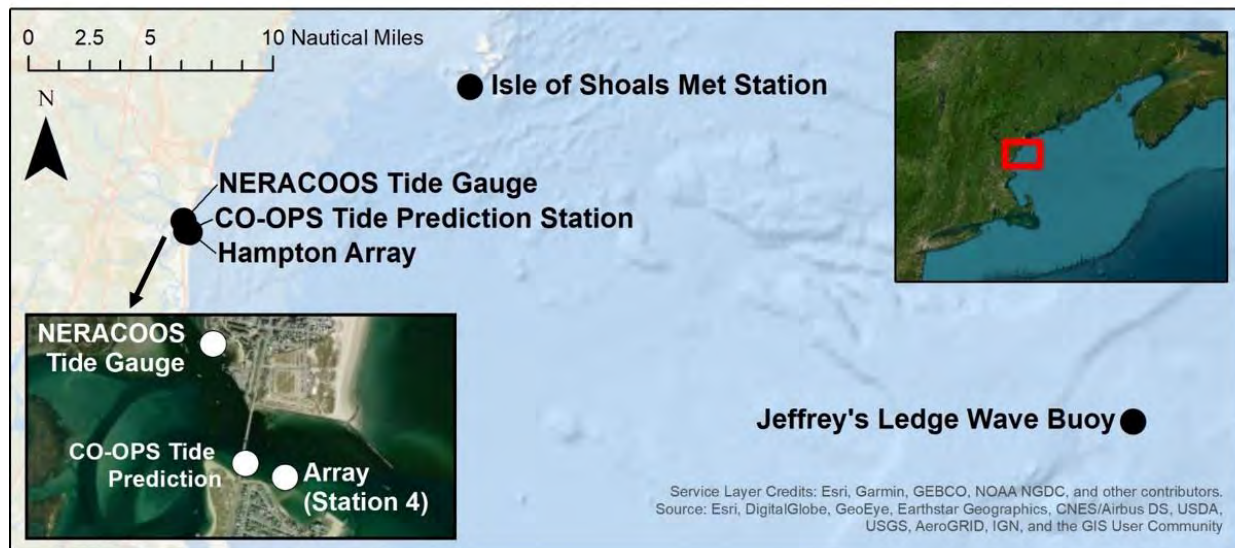 0 2.5 5 10 Nautical Miles
N
Isle of Shoals Met Station
NERACOOS Tide Gauge
CO-OPS Tide Prediction Station
Hampton Array
NERACOOS
Tide Gauge
CO-OPS Tide
Prediction
Array
(Station 4)
Jeffrey's Ledge Wave Buoy
Service Layer Credits: Esri, Garmin, GEBCO, NOAA NGDC, and other contributors.
Source: Esri, DigitalGlobe, GeoEye, Earthstar Geographics, CNES/Airbus DS, USDA,
USGS, AeroGRID, IGN, and the GIS User Community